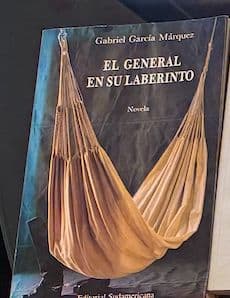 Gabriel García Márquez
EL GENERAL
EN SU LABERINTO
Novela
Editorial Sudamericana